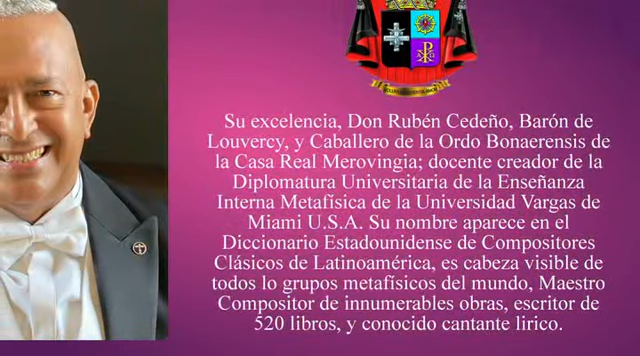 Su excelencia, Don Rubén Cedeño, Barón de
Louvercy, y Caballero de la Ordo Bonaerensis de
la Casa Real Merovingia; docente creador de la
Diplomatura Universitaria de la Enseñanza
Interna Metafísica de la Universidad Vargas de
Miami U.S.A. Su nombre aparece en el
Diccionario Estadounidense de Compositores
Clásicos de Latinoamérica, es cabeza visible de
todos lo grupos metafísicos del mundo, Maestro
Compositor de innumerables obras, escritor de
520 libros, y conocido cantante lirico.